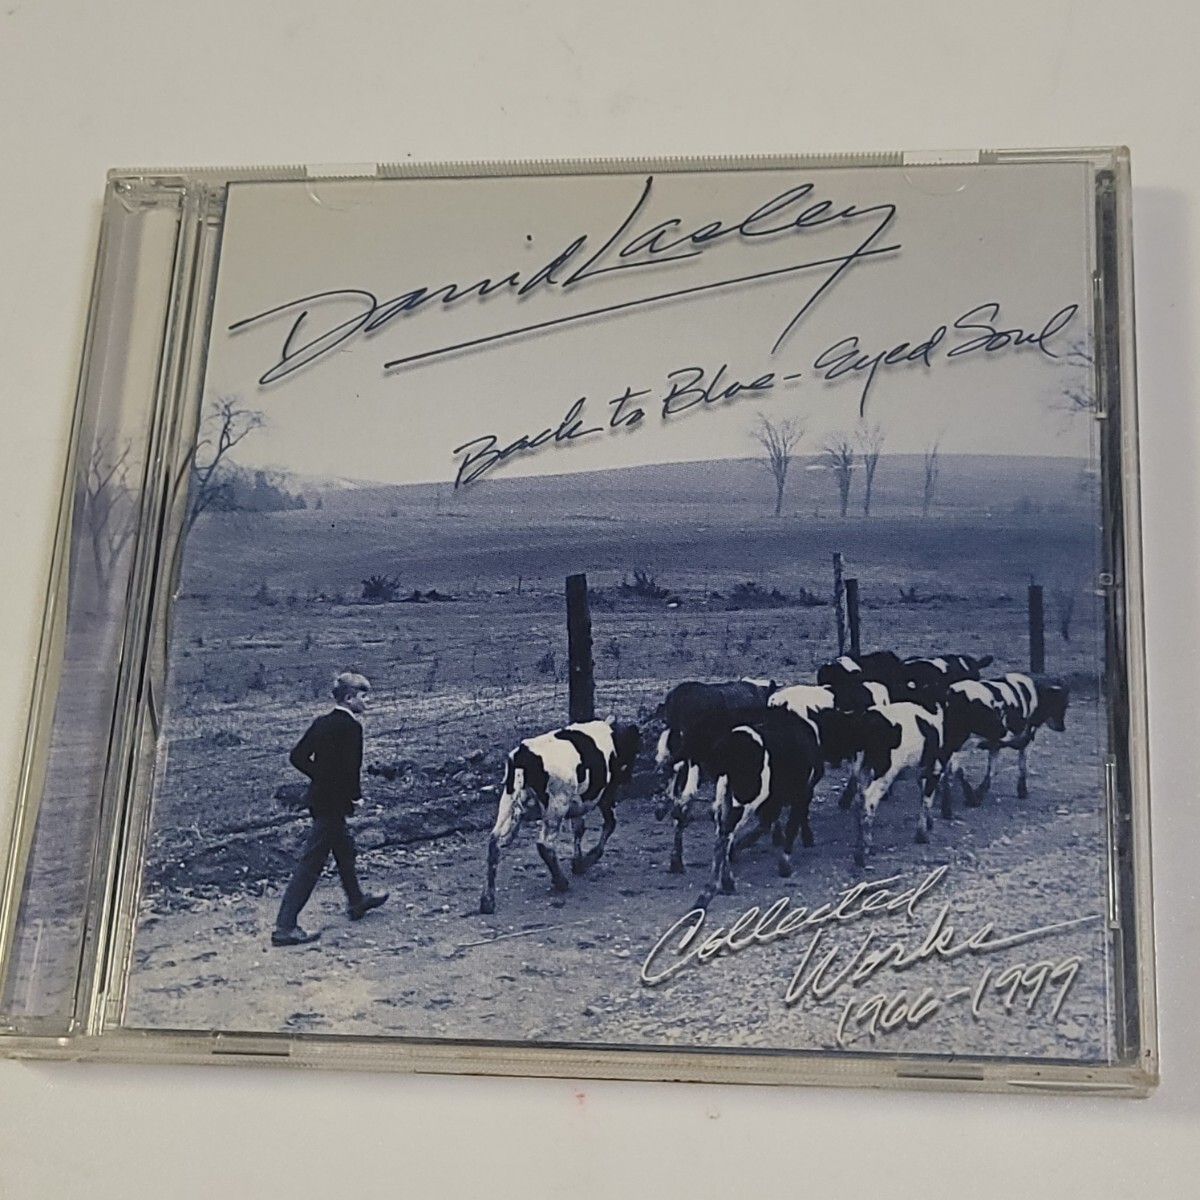 David Lasley
Back to Blue-Eyed Soul
Collected
Works
1966-1999